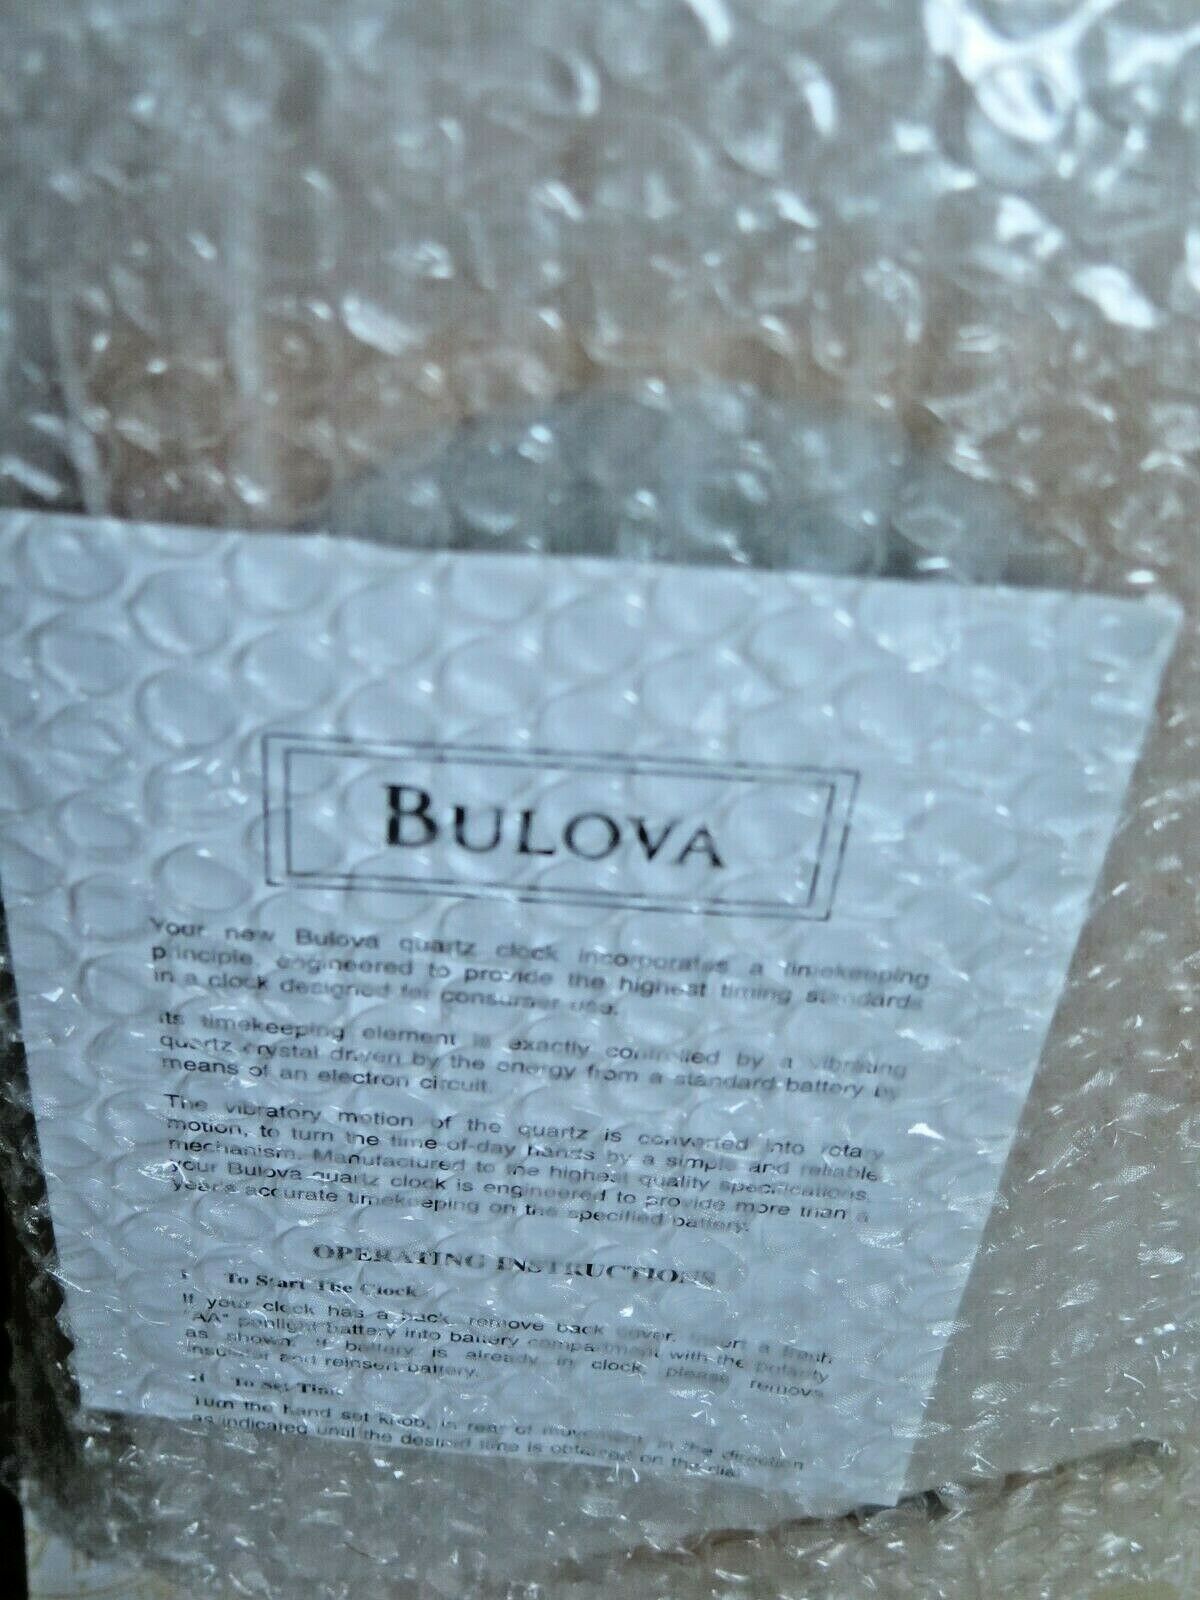 BULOVA
Your new Bulova quartz clock incorporates a timekeeping
principle, engineered to provide the highest timing standards
in a clock designed for consumer use.
Its timekeeping element is exactly controlled by a vibrating
quartz crystal driven by the energy from a standard battery by
means of an electron circuit.
The vibratory motion of the quartz is converted into rotary
motion, to turn the time-of-day hands by a simple and reliable
mechanism. Manufactured to the highest quality specifications,
your Bulova quartz clock is engineered to provide more than a
year's accurate timekeeping on the specified battery.
OPERATING INSTRUCTIONS
I To Start The Clock
If your clock has a back, remove back cover. Insert a fresh
"AA" penlight battery into battery compartment with the polarity
as shown. If battery is already in clock, please remove
insulator and reinsert battery.
II To Set Time
Turn the hand set knob, in rear of movement, in the direction
as indicated until the desired time is obtained on the dial